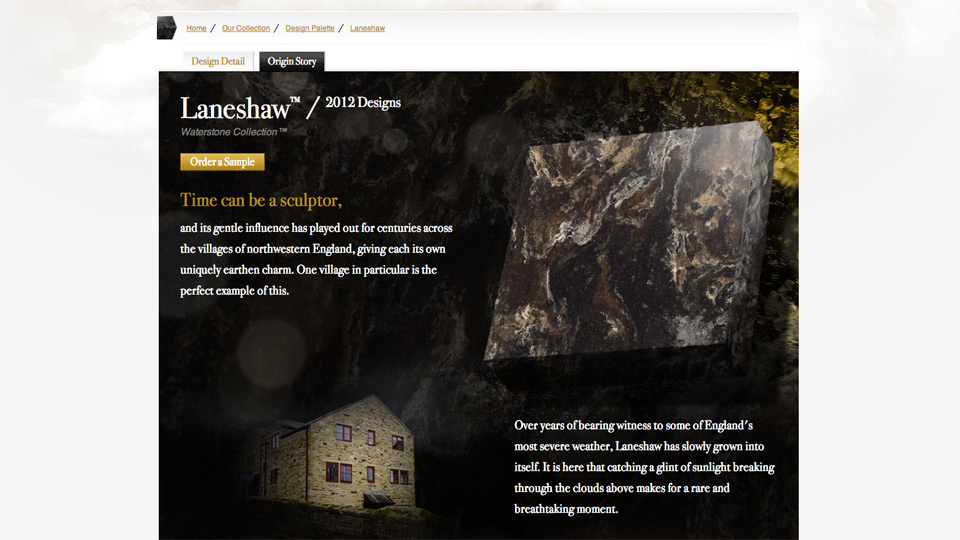 Home / Our Collection / Design Palette / Laneshaw
Design Detail Origin Story
Laneshaw™ / 2012 Designs
Waterstone Collection™
Order a Sample
Time can be a sculptor,
and its gentle influence has played out for centuries across
the villages of northwestern England, giving each its own
uniquely earthen charm. One village in particular is the
perfect example of this.
Over years of bearing witness to some of England's
most severe weather, Laneshaw has slowly grown into
itself. It is here that catching a glint of sunlight breaking
through the clouds above makes for a rare and
breathtaking moment.